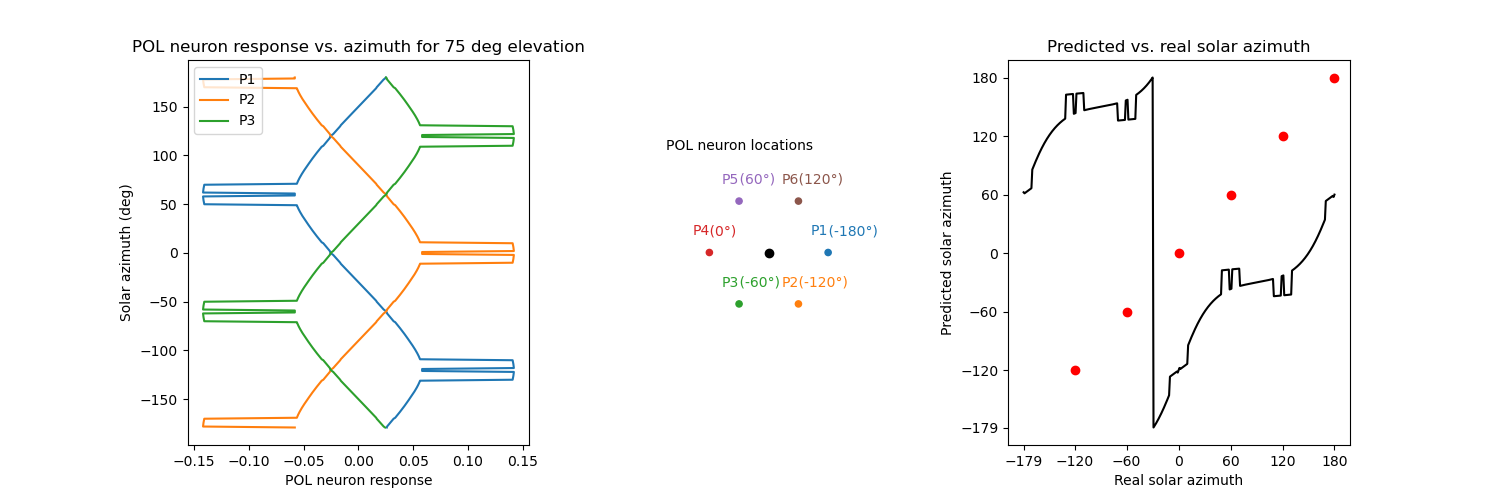 POL neuron response vs. azimuth for 75 deg elevation
P1
P2
P3
150
100
50
0
−50
−100
−150
Solar azimuth (deg)
−0.15
−0.10
−0.05
0.00
0.05
0.10
0.15
POL neuron response
POL neuron locations
P5(60°)
P6(120°)
P4(0°)
P1(-180°)
P3(-60°)
P2(-120°)
Predicted vs. real solar azimuth
180
120
60
0
−60
−120
−179
Predicted solar azimuth
−179
−120
−60
0
60
120
180
Real solar azimuth